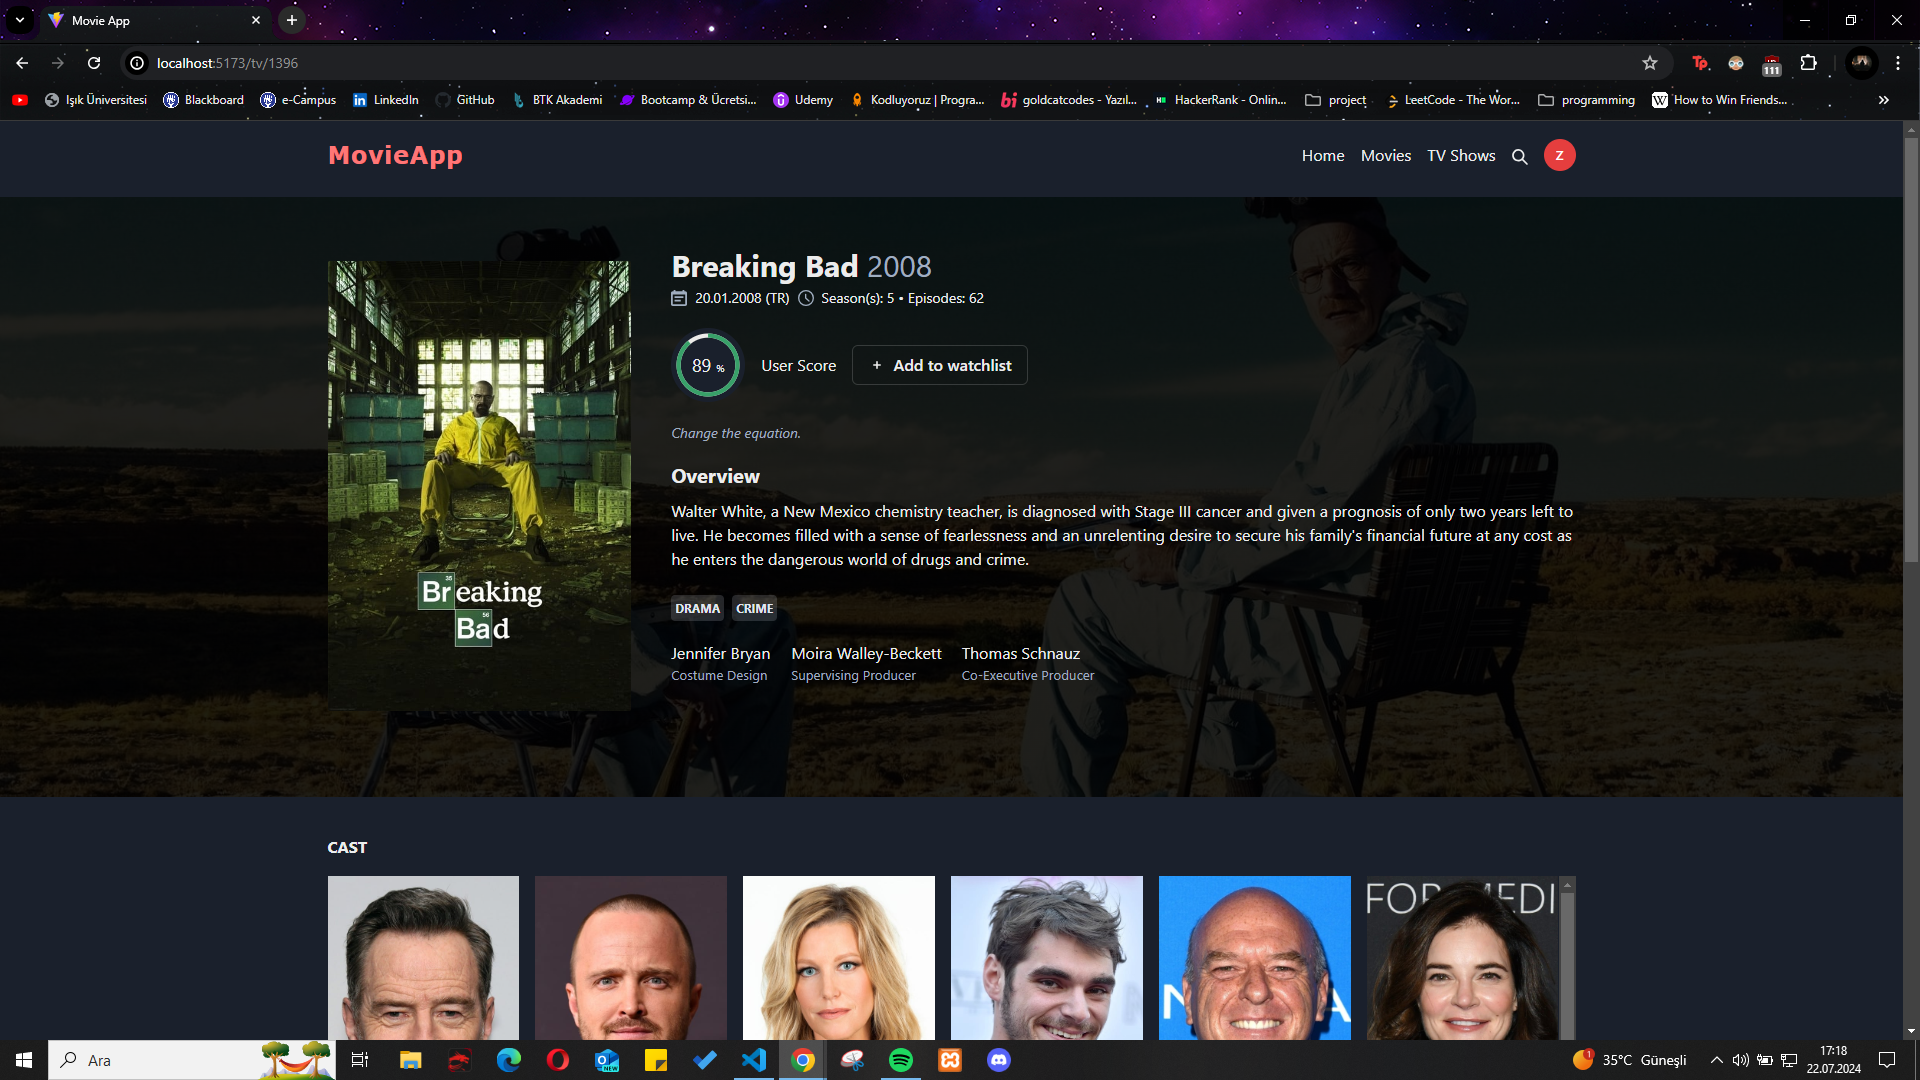 Movie App
localhost:5173/tv/1396
111
Işık Üniversitesi
Blackboard
e-Campus
LinkedIn
GitHub
BTK Akademi
Bootcamp & Ücretsi...
Udemy
Kodluyoruz | Progra...
goldcatcodes - Yazıl...
HackerRank - Onlin...
project
LeetCode - The Wor...
programming
How to Win Friends...
MovieApp
Home
Movies
TV Shows
Z
Breaking Bad 2008
20.01.2008 (TR) Season(s): 5 • Episodes: 62
89 %
User Score
+ Add to watchlist
Change the equation.
Overview
Walter White, a New Mexico chemistry teacher, is diagnosed with Stage III cancer and given a prognosis of only two years left to
live. He becomes filled with a sense of fearlessness and an unrelenting desire to secure his family's financial future at any cost as
he enters the dangerous world of drugs and crime.
35
Breaking
56
Bad
DRAMA CRIME
Jennifer Bryan
Costume Design
Moira Walley-Beckett
Supervising Producer
Thomas Schnauz
Co-Executive Producer
CAST
Ara
NEW
1
35°C Güneşli
17:18
22.07.2024